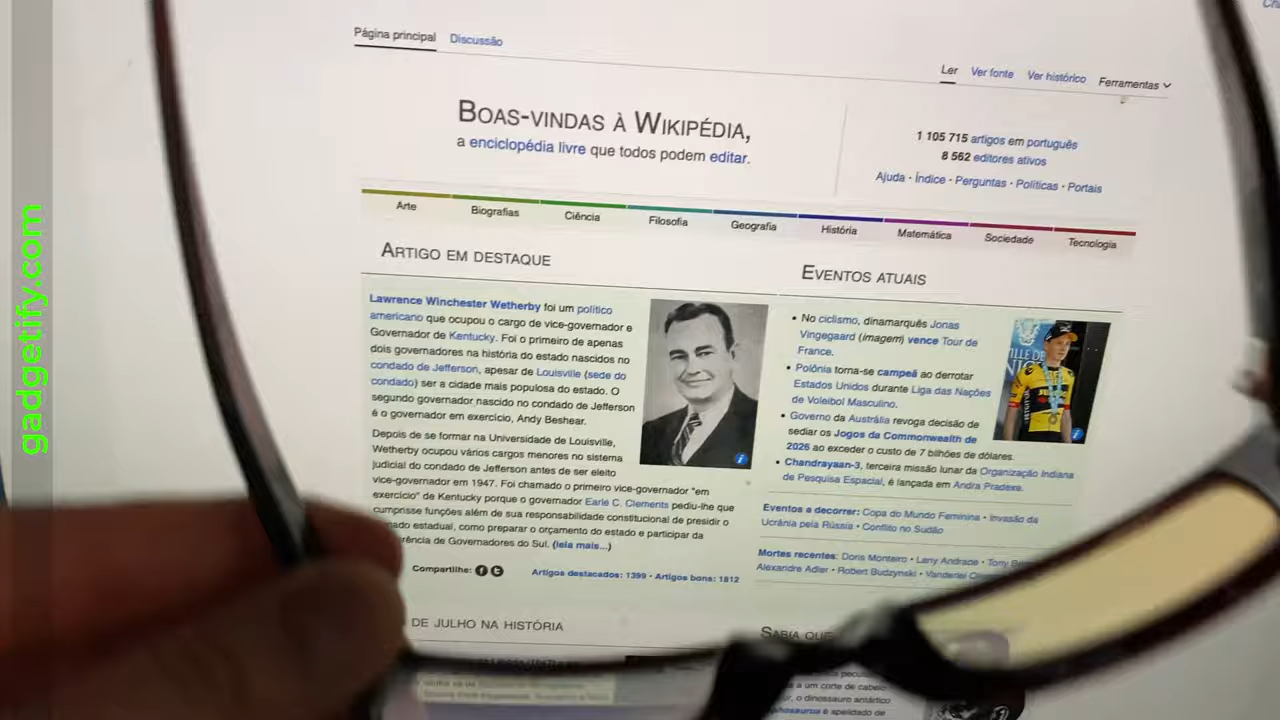 Página principal Discussão
Ler Ver fonte Ver histórico Ferramentas
BOAS-VINDAS À WIKIPÉDIA,
a enciclopédia livre que todos podem editar.
1 105 715 artigos em português
8 562 editores ativos
Ajuda · Índice · Perguntas · Políticas · Portais
Arte Biografias Ciência Filosofia Geografia História Matemática Sociedade Tecnologia
ARTIGO EM DESTAQUE
Lawrence Winchester Wetherby foi um político
americano que ocupou o cargo de vice-governador e
Governador de Kentucky. Foi o primeiro de apenas
dois governadores na história do estado nascidos no
condado de Jefferson, apesar de Louisville (sede do
condado) ser a cidade mais populosa do estado. O
segundo governador nascido no condado de Jefferson
é o governador em exercício, Andy Beshear.
Depois de se formar na Universidade de Louisville,
Wetherby ocupou vários cargos menores no sistema
judicial do condado de Jefferson antes de ser eleito
vice-governador em 1947. Foi chamado o primeiro vice-governador "em
exercício" de Kentucky porque o governador Earle C. Clements pediu-lhe que
cumprisse funções além de sua responsabilidade constitucional de presidir o
estadual, como preparar o orçamento do estado e participar da
de Governadores do Sul. (leia mais...)
Compartilhe:
Artigos destacados: 1399 · Artigos bons: 1812
EVENTOS ATUAIS
• No ciclismo, dinamarquês Jonas
Vingegaard (imagem) vence Tour de
France.
• Polônia torna-se campeã ao derrotar
Estados Unidos durante Liga das Nações
de Voleibol Masculino.
• Governo da Austrália revoga decisão de
sediar os Jogos da Commonwealth de
2026 ao exceder o custo de 7 bilhões de dólares.
• Chandrayaan-3, terceira missão lunar da Organização Indiana
de Pesquisa Espacial, é lançada em Andra Pradexe.
Eventos a decorrer: Copa do Mundo Feminina · Invasão da
Ucrânia pela Rússia · Conflito no Sudão
Mortes recentes: Doris Monteiro · Leny Andrade · Tony
Alexandre Adler · Robert Budzynski · Vanderlei
DE JULHO NA HISTÓRIA
SABIA QUE
a um corte de cabelo
o dinossauro antártico
é apelidado de
gadgetify.com